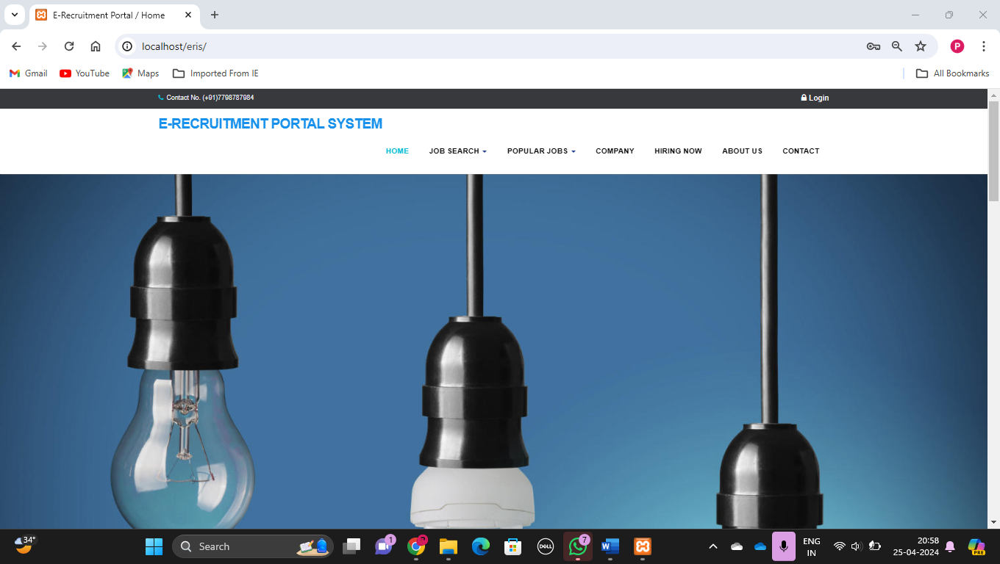 E-Recruitment Portal / Home
localhost/eris/
P
Gmail YouTube Maps Imported From IE All Bookmarks
Contact No. (+91)7798787984 Login
E-RECRUITMENT PORTAL SYSTEM
HOME JOB SEARCH POPULAR JOBS COMPANY HIRING NOW ABOUT US CONTACT
34° Search 1 DELL 7 W ENG 20:58
IN 25-04-2024 PRE